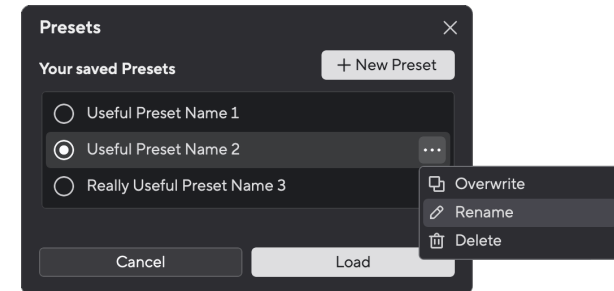 Presets
Your saved Presets
New Preset
Useful Preset Name 1
Useful Preset Name 2
Really Useful Preset Name 3
Overwrite
Rename
Delete
Cancel
Load